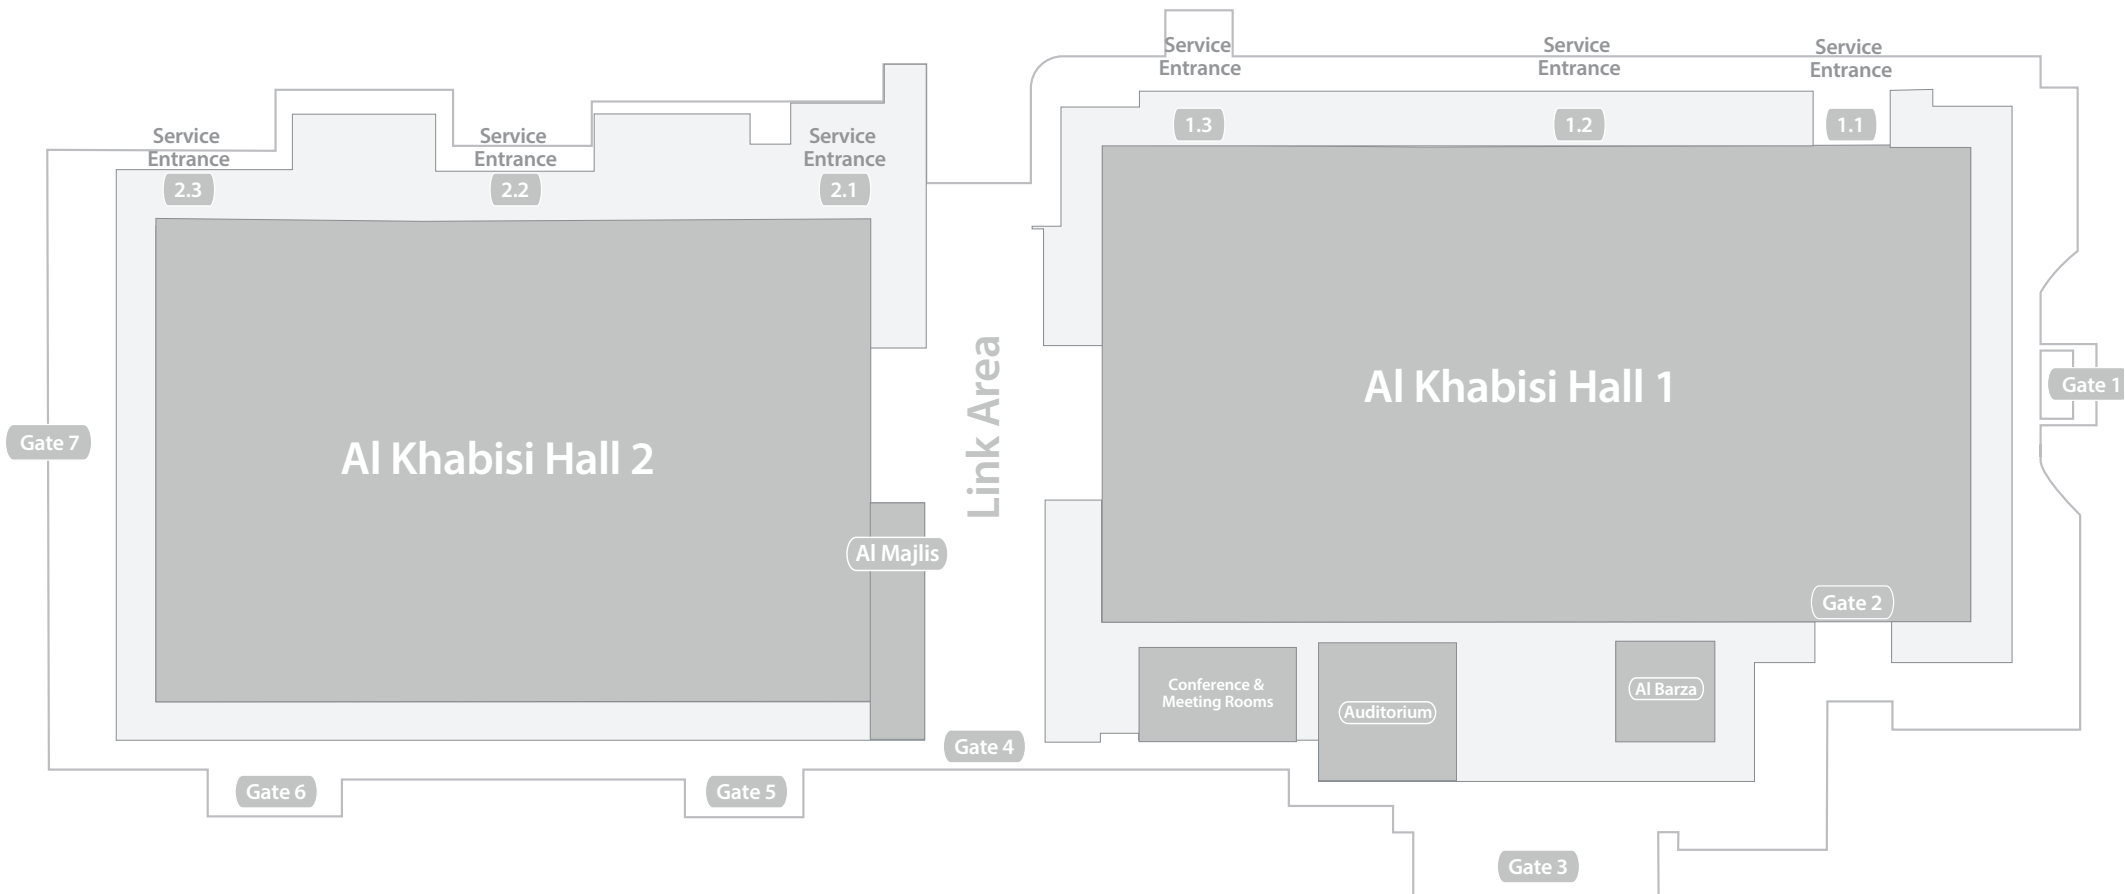 Service
Entrance
1.3
Service
Entrance
1.2
Service
Entrance
1.1
Service
Entrance
2.3
Service
Entrance
2.2
Service
Entrance
2.1
Al Khabisi Hall 1
Gate 1
Link Area
Al Khabisi Hall 2
Gate 7
Al Majlis
Gate 2
Conference &
Meeting Rooms
Auditorium
Al Barza
Gate 4
Gate 6
Gate 5
Gate 3